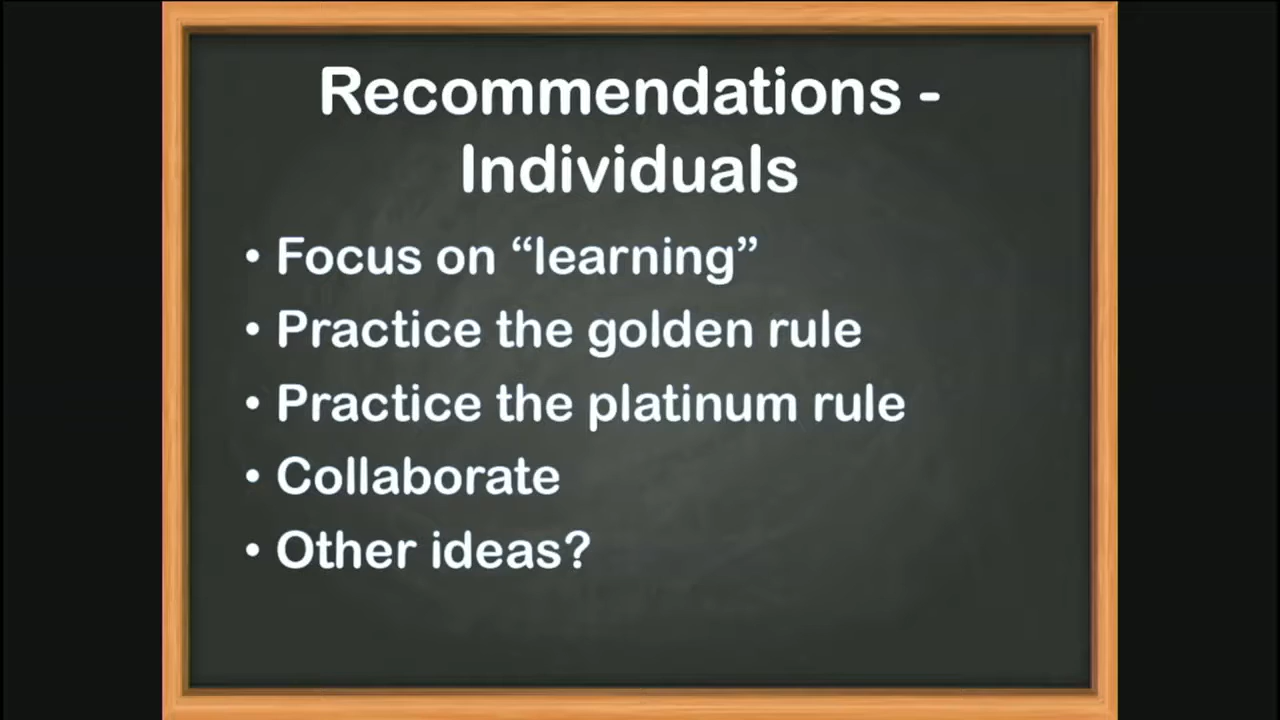 Recommendations -
Individuals
• Focus on “learning”
• Practice the golden rule
• Practice the platinum rule
• Collaborate
• Other ideas?